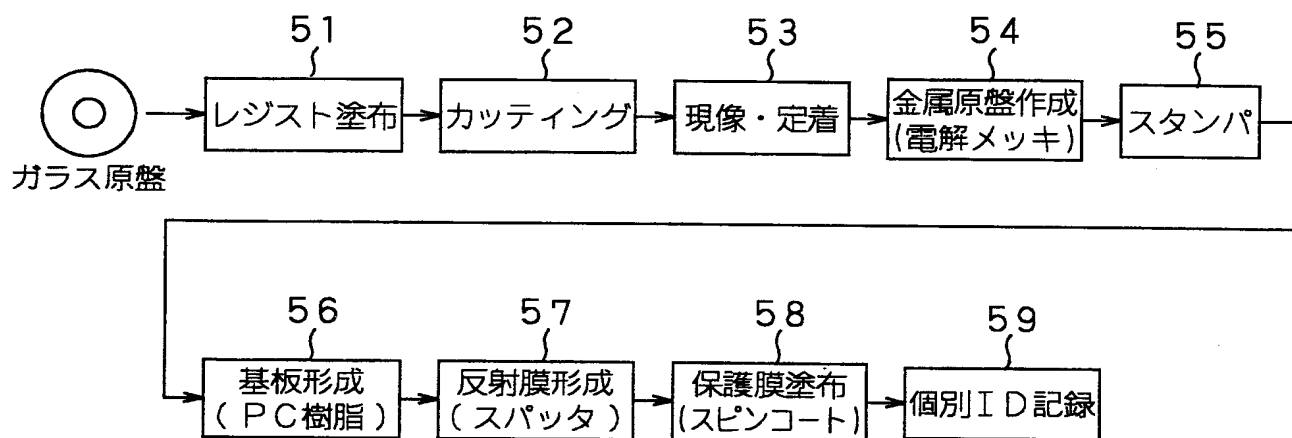 51
52
53
54
55
ガラス原盤
レジスト塗布
カッティング
現像・定着
金属原盤作成
(電解メッキ)
スタンパ
56
57
58
59
基板形成
(PC樹脂)
反射膜形成
(スパッタ)
保護膜塗布
(スピンコート)
個別ID記録